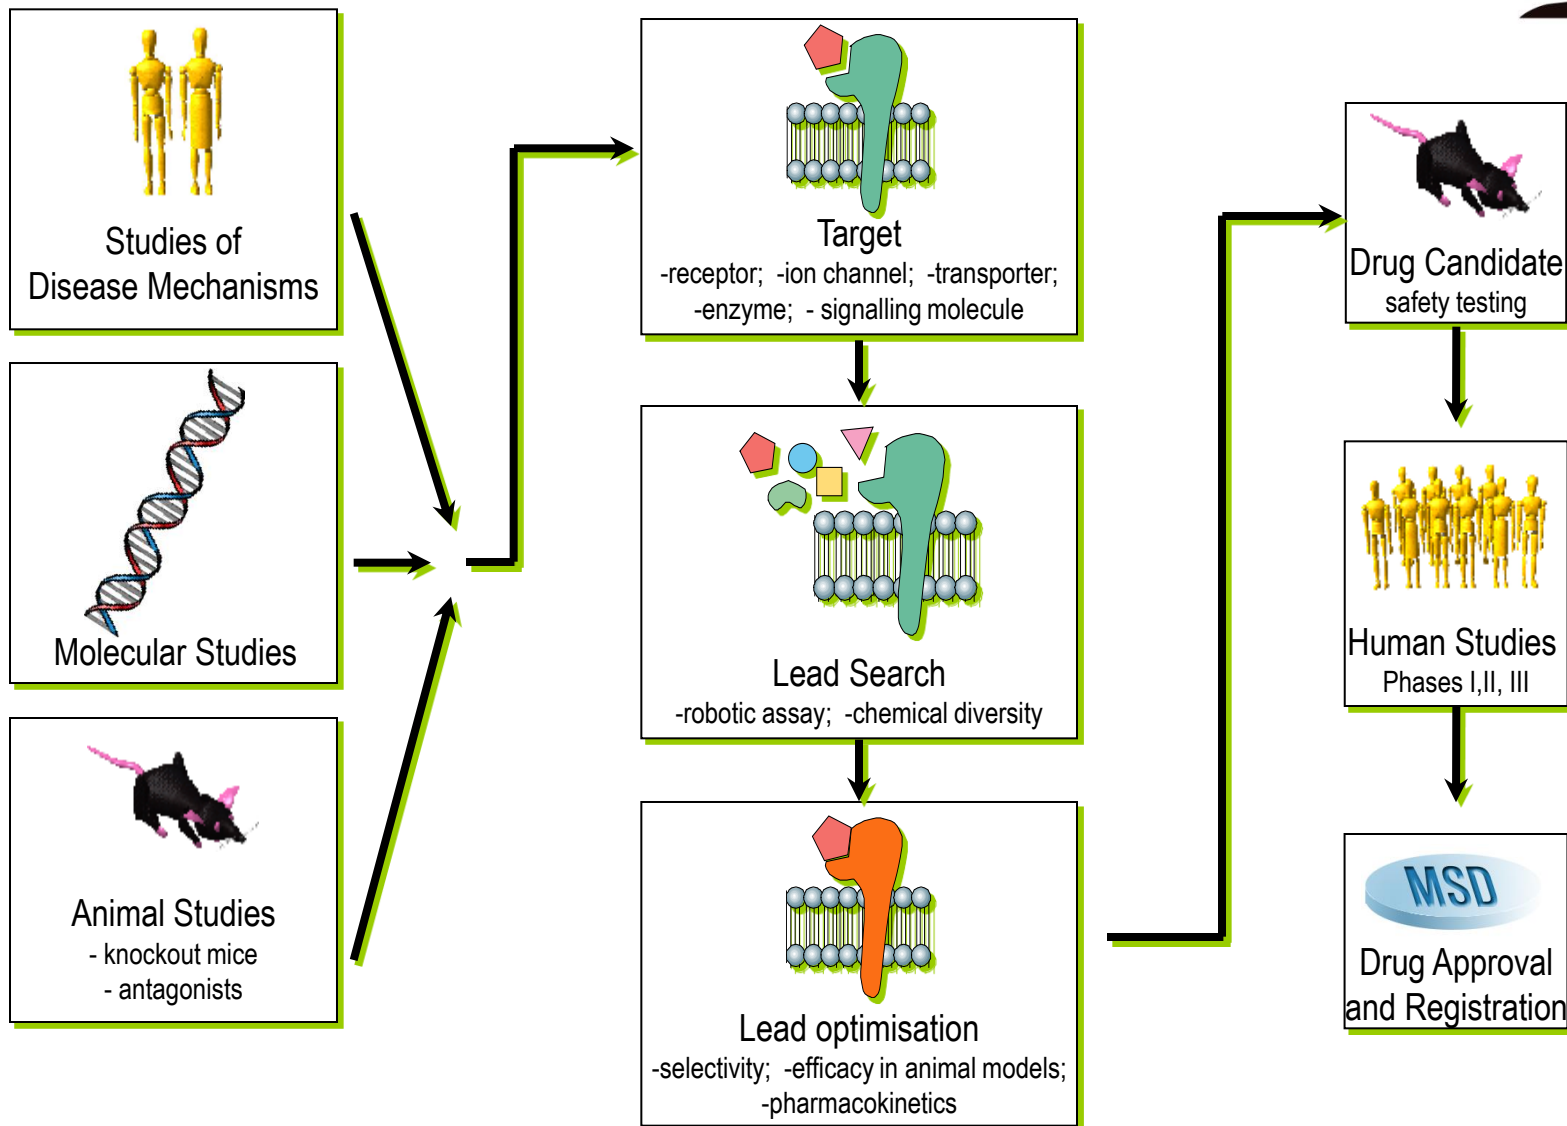 Studies of
Disease Mechanisms
Molecular Studies
Animal Studies
- knockout mice
- antagonists
Target
-receptor;  -ion channel;  -transporter;
-enzyme;  - signalling molecule
Lead Search
-robotic assay;  -chemical diversity
Lead optimisation
-selectivity;  -efficacy in animal models;
-pharmacokinetics
Drug Candidate
safety testing
Human Studies
Phases I,II, III
MSD
Drug Approval
and Registration